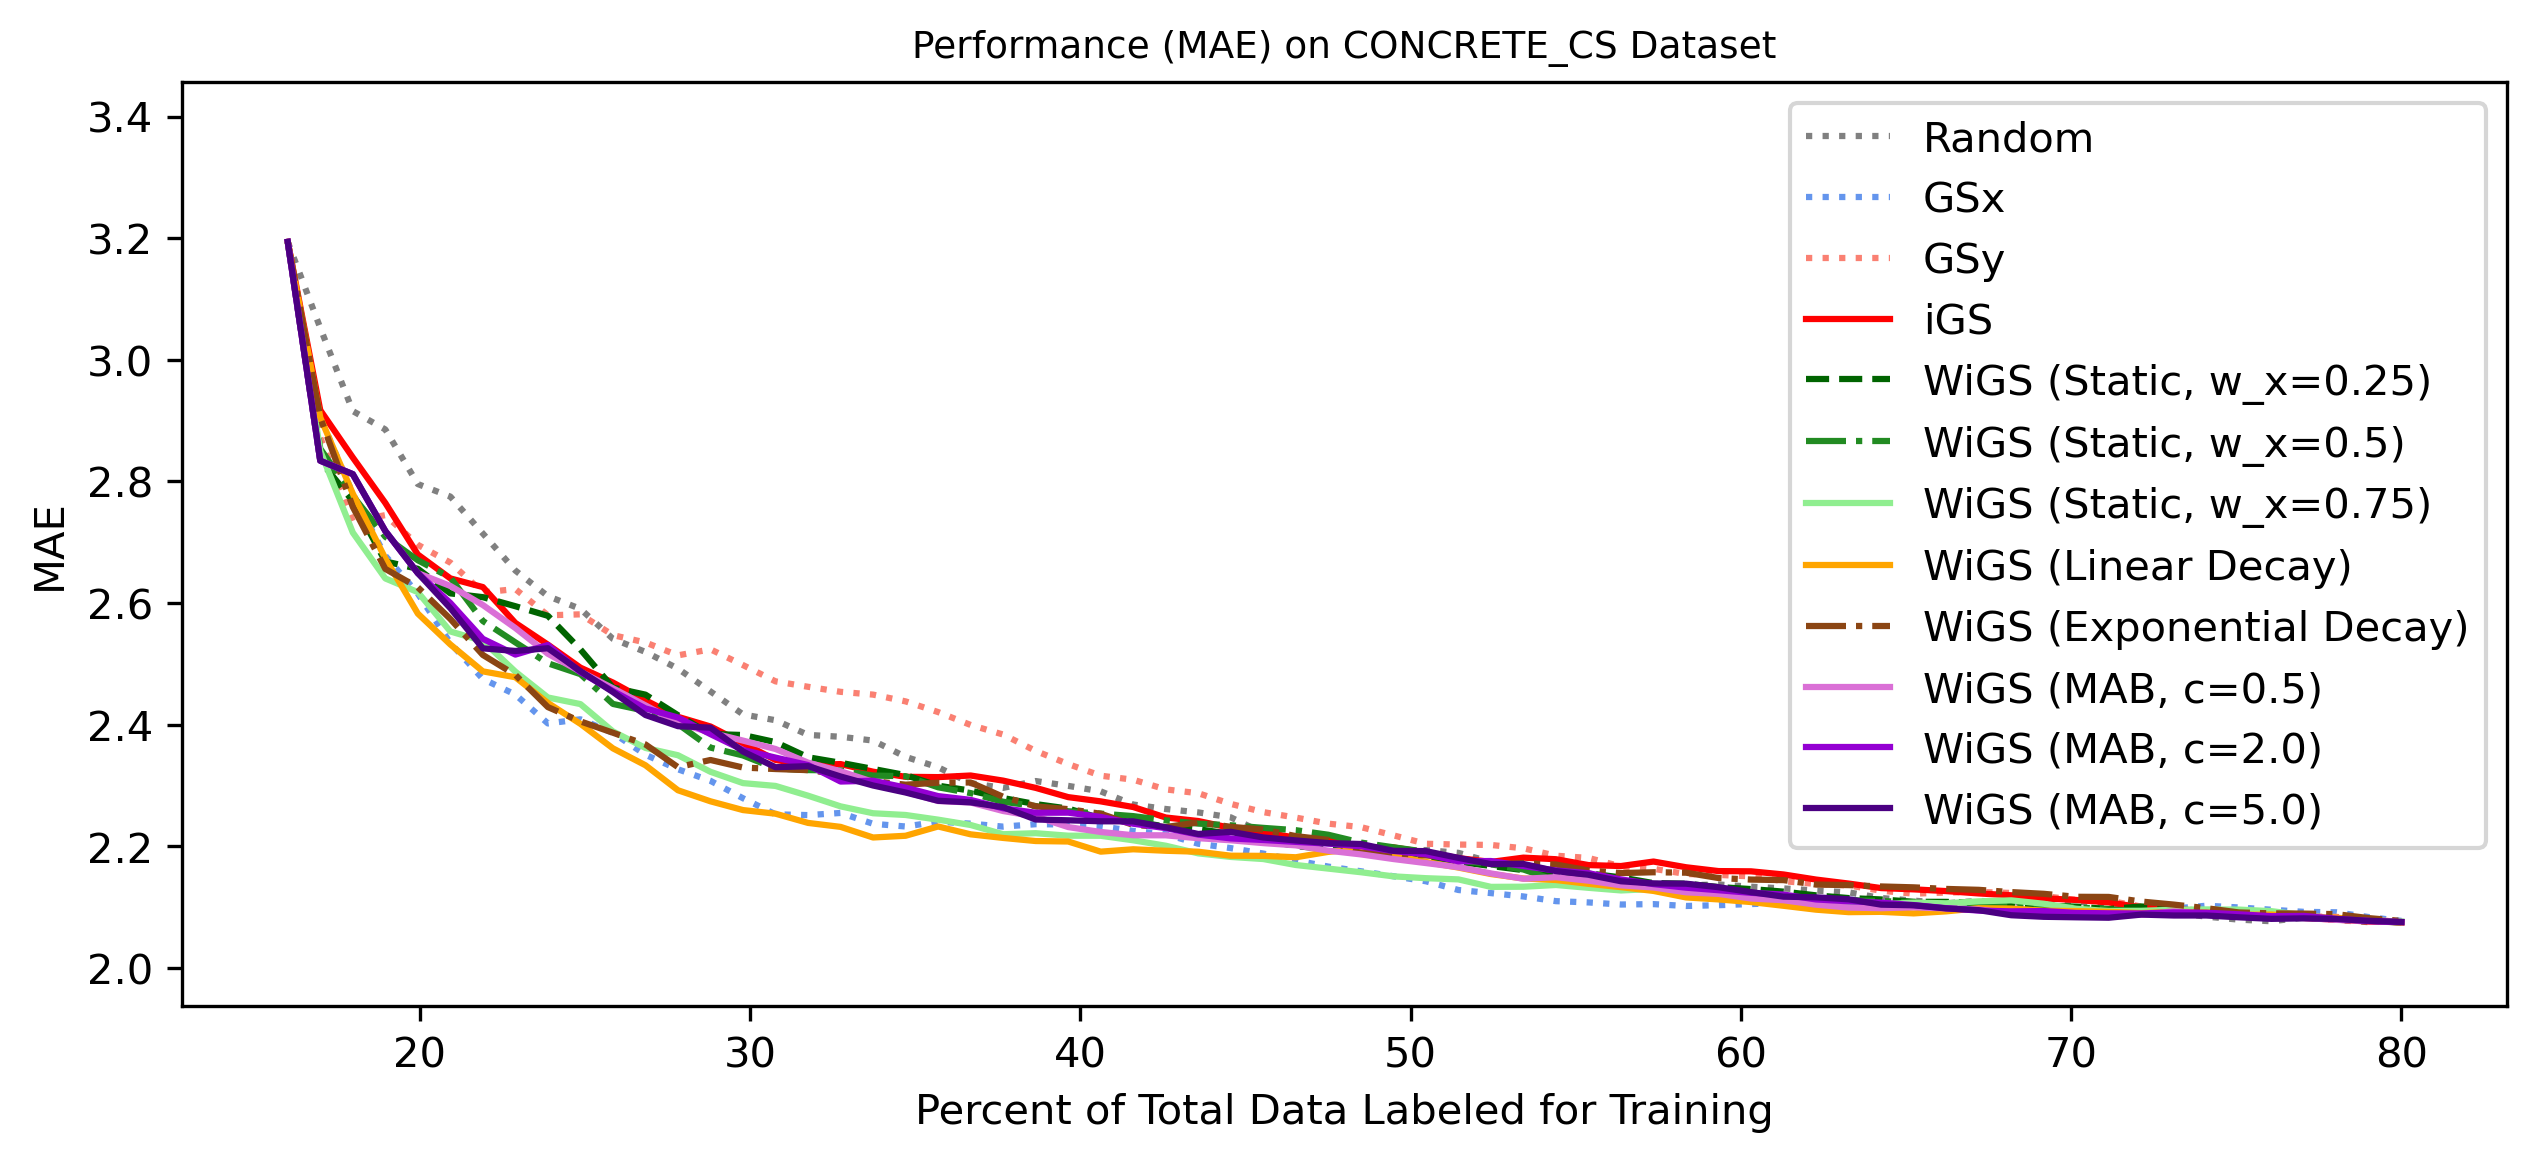 Performance (MAE) on CONCRETE_CS Dataset
MAE
3.4
3.2
3.0
2.8
2.6
2.4
2.2
2.0
Random
GSx
GSy
iGS
WiGS (Static, w_x=0.25)
WiGS (Static, w_x=0.5)
WiGS (Static, w_x=0.75)
WiGS (Linear Decay)
WiGS (Exponential Decay)
WiGS (MAB, c=0.5)
WiGS (MAB, c=2.0)
WiGS (MAB, c=5.0)
20 30 40 50 60 70 80
Percent of Total Data Labeled for Training